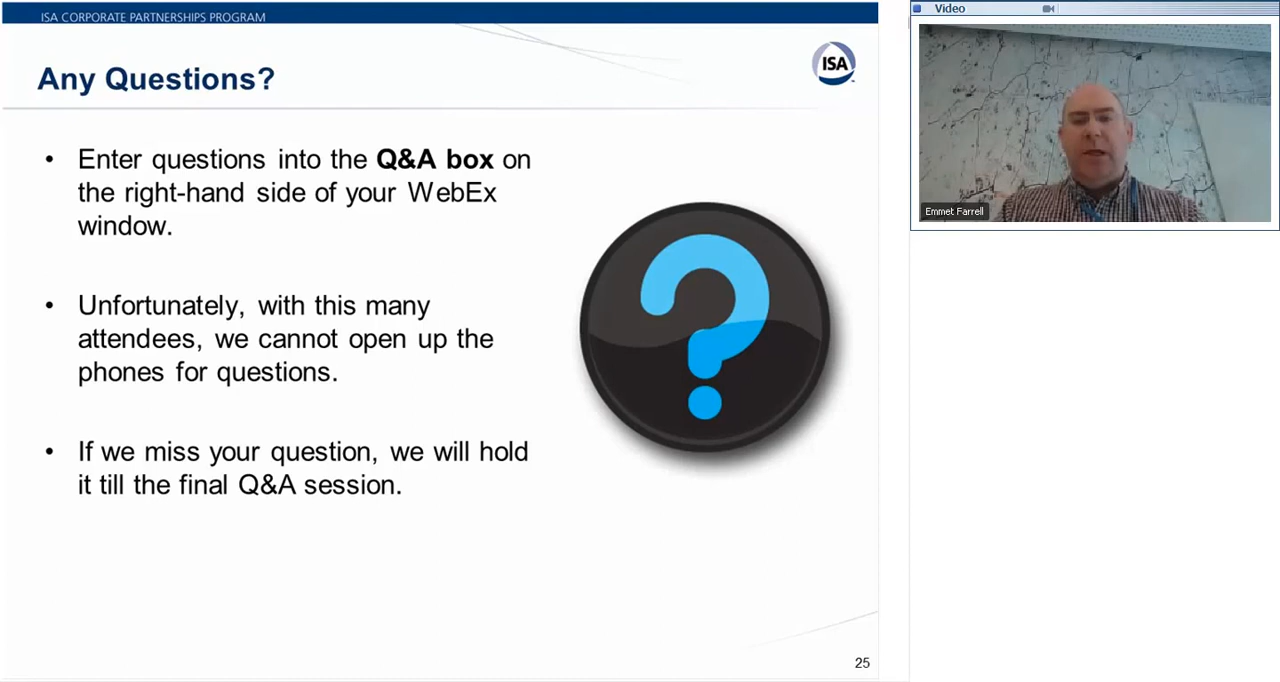 ISA CORPORATE PARTNERSHIPS PROGRAM
Any Questions?
ISA
• Enter questions into the Q&A box on
the right-hand side of your WebEx
window.
• Unfortunately, with this many
attendees, we cannot open up the
phones for questions.
• If we miss your question, we will hold
it till the final Q&A session.
?
25
Video
Emmet Farrell